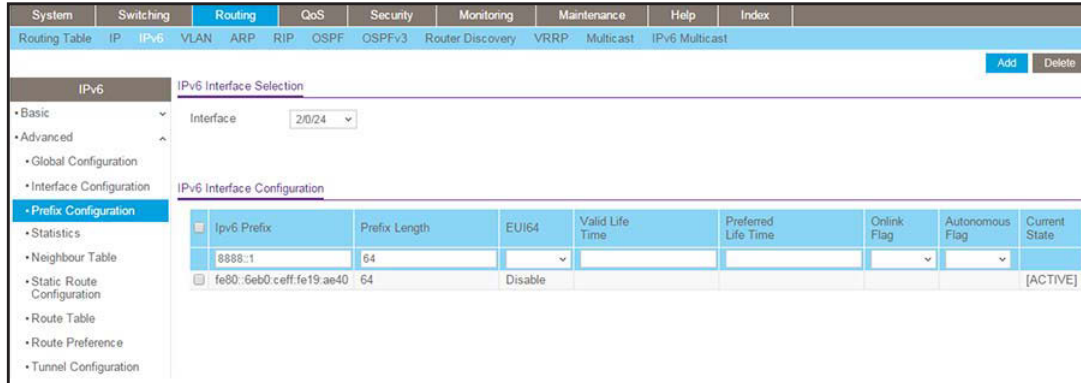 System Switching Routing QoS Security Monitoring Maintenance Help Index
Routing Table IP IPv6 VLAN ARP RIP OSPF OSPFv3 Router Discovery VRRP Multicast IPv6 Multicast
Add Delete
IPv6
• Basic
• Advanced
• Global Configuration
• Interface Configuration
• Prefix Configuration
• Statistics
• Neighbour Table
• Static Route
Configuration
• Route Table
• Route Preference
• Tunnel Configuration
IPv6 Interface Selection
Interface 2/0/24
IPv6 Interface Configuration
Ipv6 Prefix Prefix Length EUI64 Valid Life Time Preferred Life Time Onlink Flag Autonomous Flag Current State
8888::1 64
fe80::6eb0:ceff:fe19:ae40 64 Disable [ACTIVE]